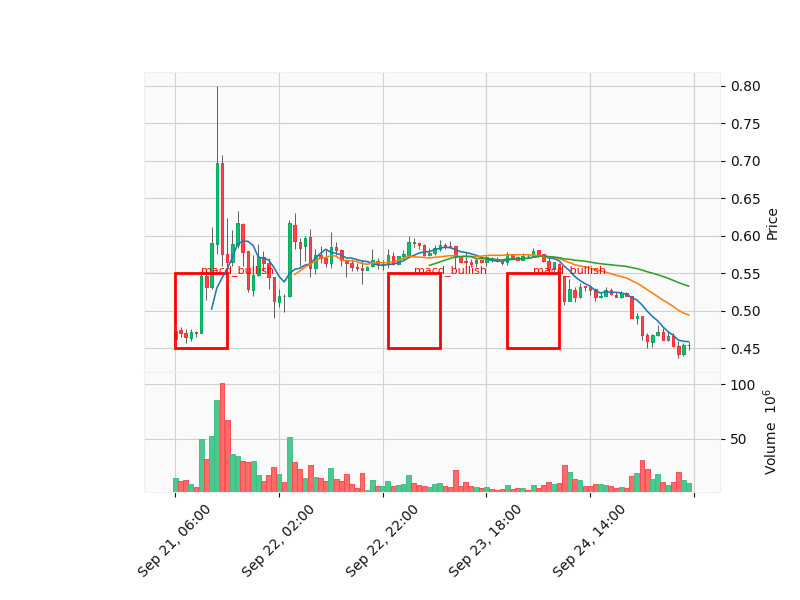 0.80
0.75
0.70
0.65
0.60
0.55
0.50
0.45
Price
macd_bullish
macd_bullish
macd_bullish
100
50
Volume 10^6
Sep 21, 06:00
Sep 22, 02:00
Sep 22, 22:00
Sep 23, 18:00
Sep 24, 14:00